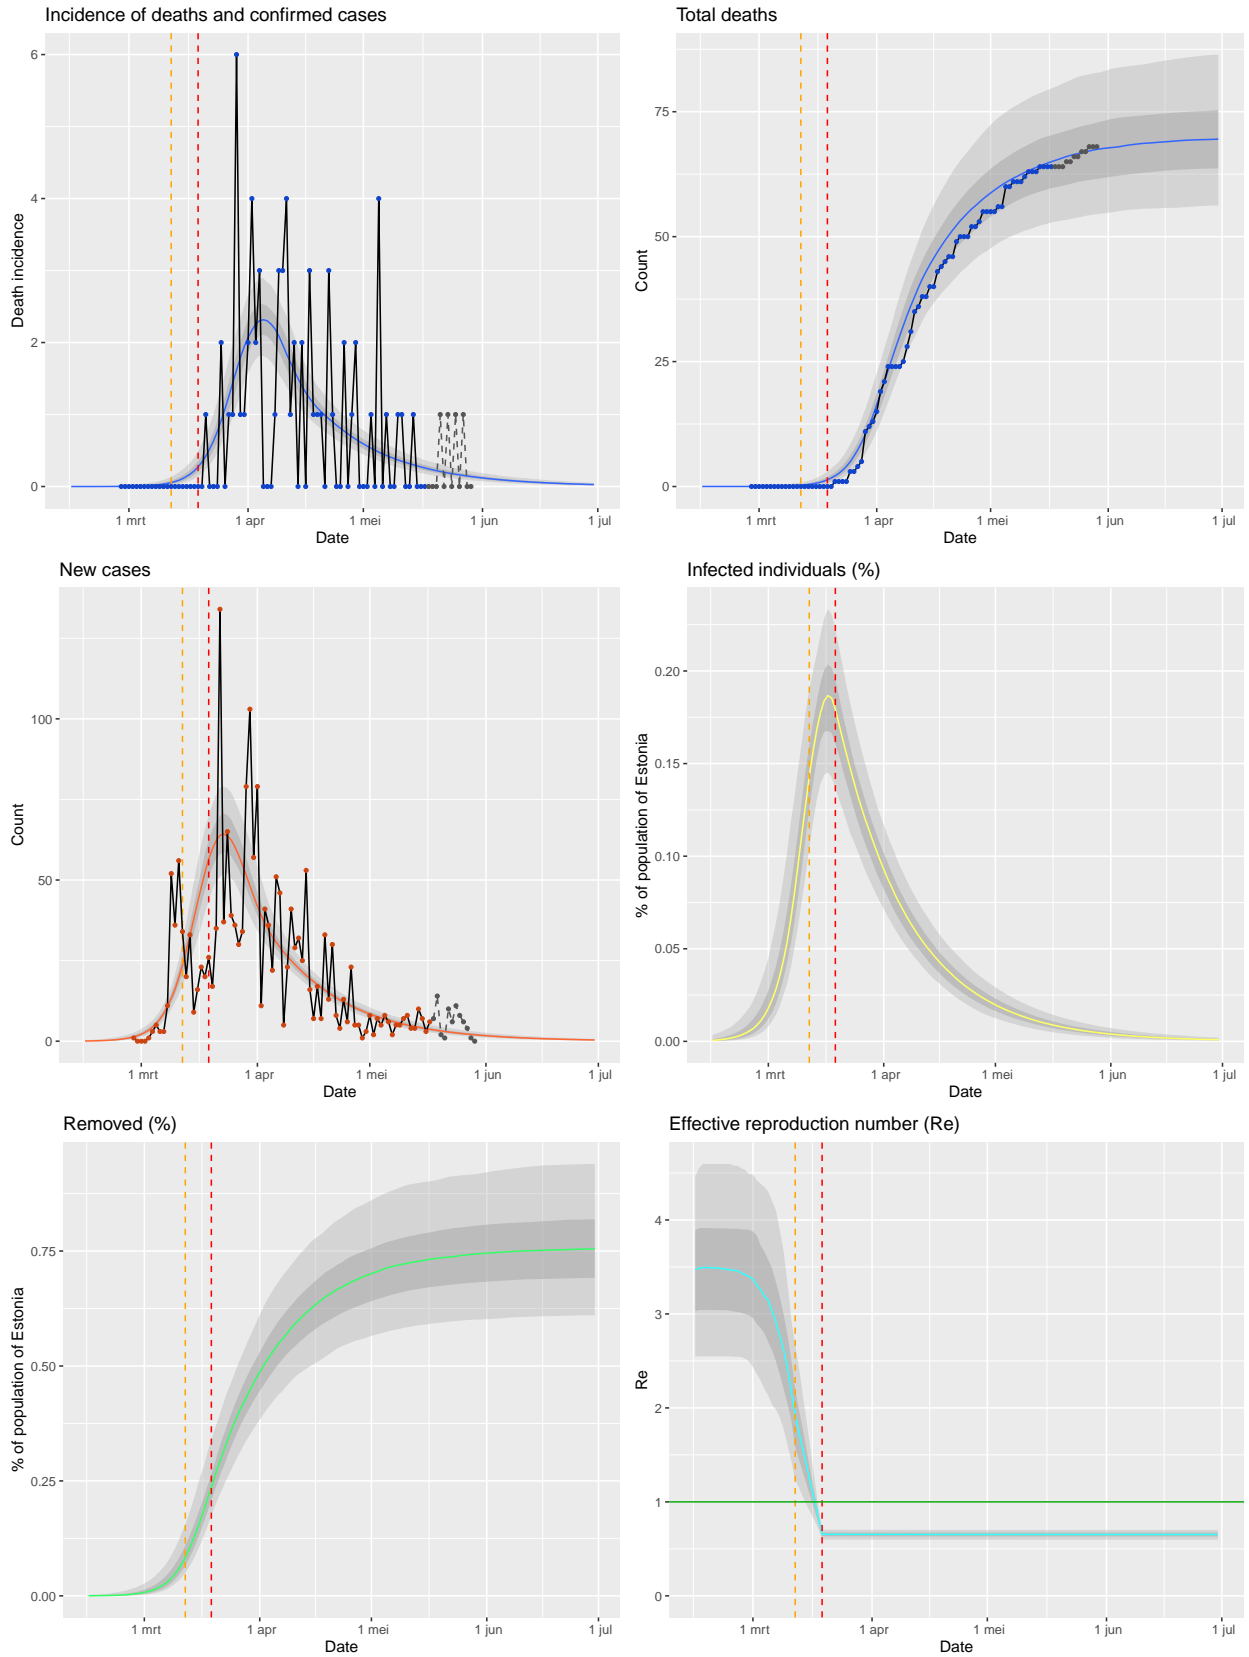 Incidence of deaths and confirmed cases
Death incidence
6
4
2
0
1 mrt 1 apr 1 mei 1 jun 1 jul
Date
Total deaths
Count
75
50
25
0
1 mrt 1 apr 1 mei 1 jun 1 jul
Date
New cases
Count
100
50
0
1 mrt 1 apr 1 mei 1 jun 1 jul
Date
Infected individuals (%)
% of population of Estonia
0.20
0.15
0.10
0.05
0.00
1 mrt 1 apr 1 mei 1 jun 1 jul
Date
Removed (%)
% of population of Estonia
0.75
0.50
0.25
0.00
1 mrt 1 apr 1 mei 1 jun 1 jul
Date
Effective reproduction number (Re)
Re
4
3
2
1
0
1 mrt 1 apr 1 mei 1 jun 1 jul
Date